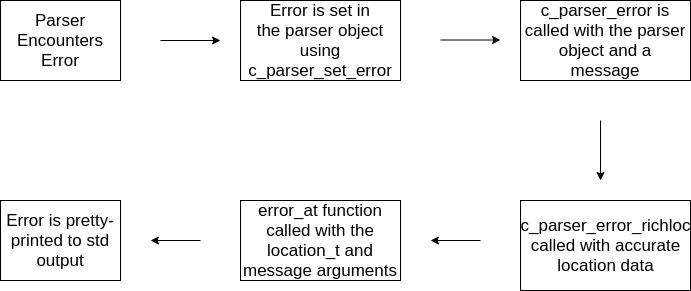 Parser
Encounters
Error
Error is set in
the parser object
using
c_parser_set_error
c_parser_error is
called with the parser
object and a
message
c_parser_error_richloc
called with accurate
location data
error_at function
called with the
location_t and
message arguments
Error is pretty-
printed to std
output